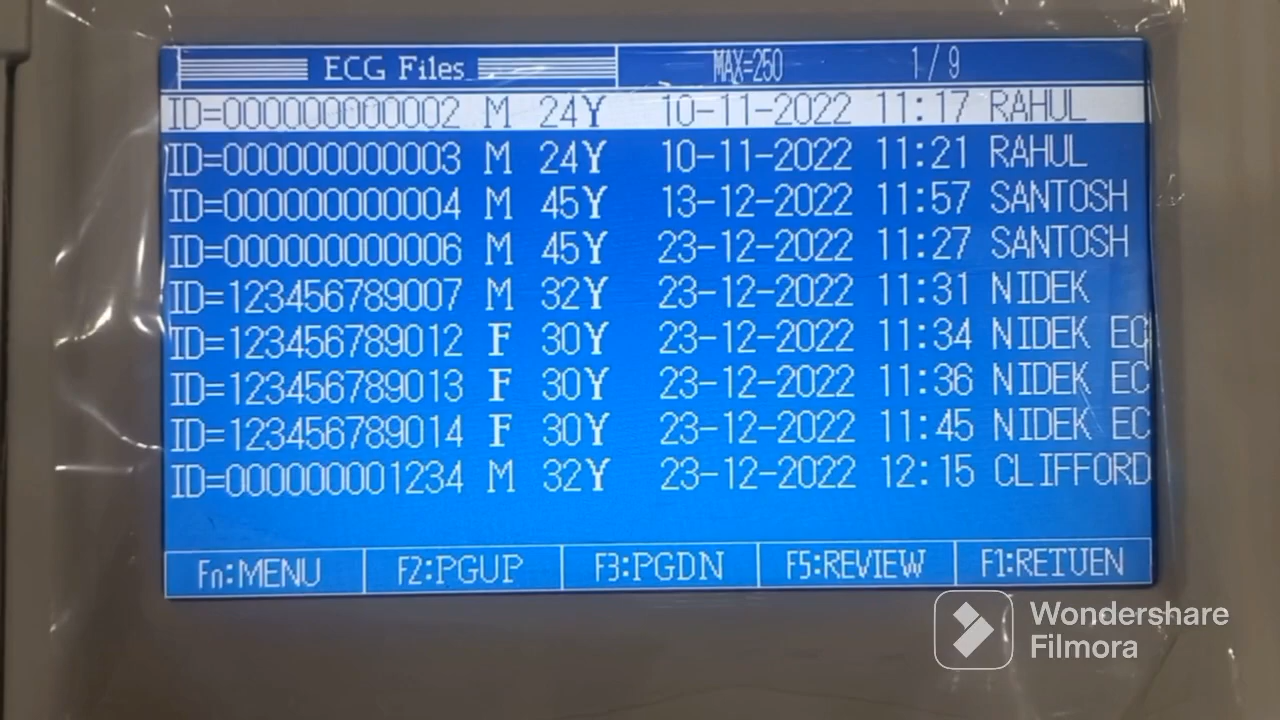 ECG Files MAX=250 1/9
ID=000000000002 M 24Y 10-11-2022 11:17 RAHUL
ID=000000000003 M 24Y 10-11-2022 11:21 RAHUL
ID=000000000004 M 45Y 13-12-2022 11:57 SANTOSH
ID=000000000006 M 45Y 23-12-2022 11:27 SANTOSH
ID=123456789007 M 32Y 23-12-2022 11:31 NIDEK
ID=123456789012 F 30Y 23-12-2022 11:34 NIDEK EC
ID=123456789013 F 30Y 23-12-2022 11:36 NIDEK EC
ID=123456789014 F 30Y 23-12-2022 11:45 NIDEK EC
ID=000000001234 M 32Y 23-12-2022 12:15 CLIFFORD
Fn:MENU F2:PGUP F3:PGDN F5:REVIEW F1:RETUEN
Wondershare
Filmora